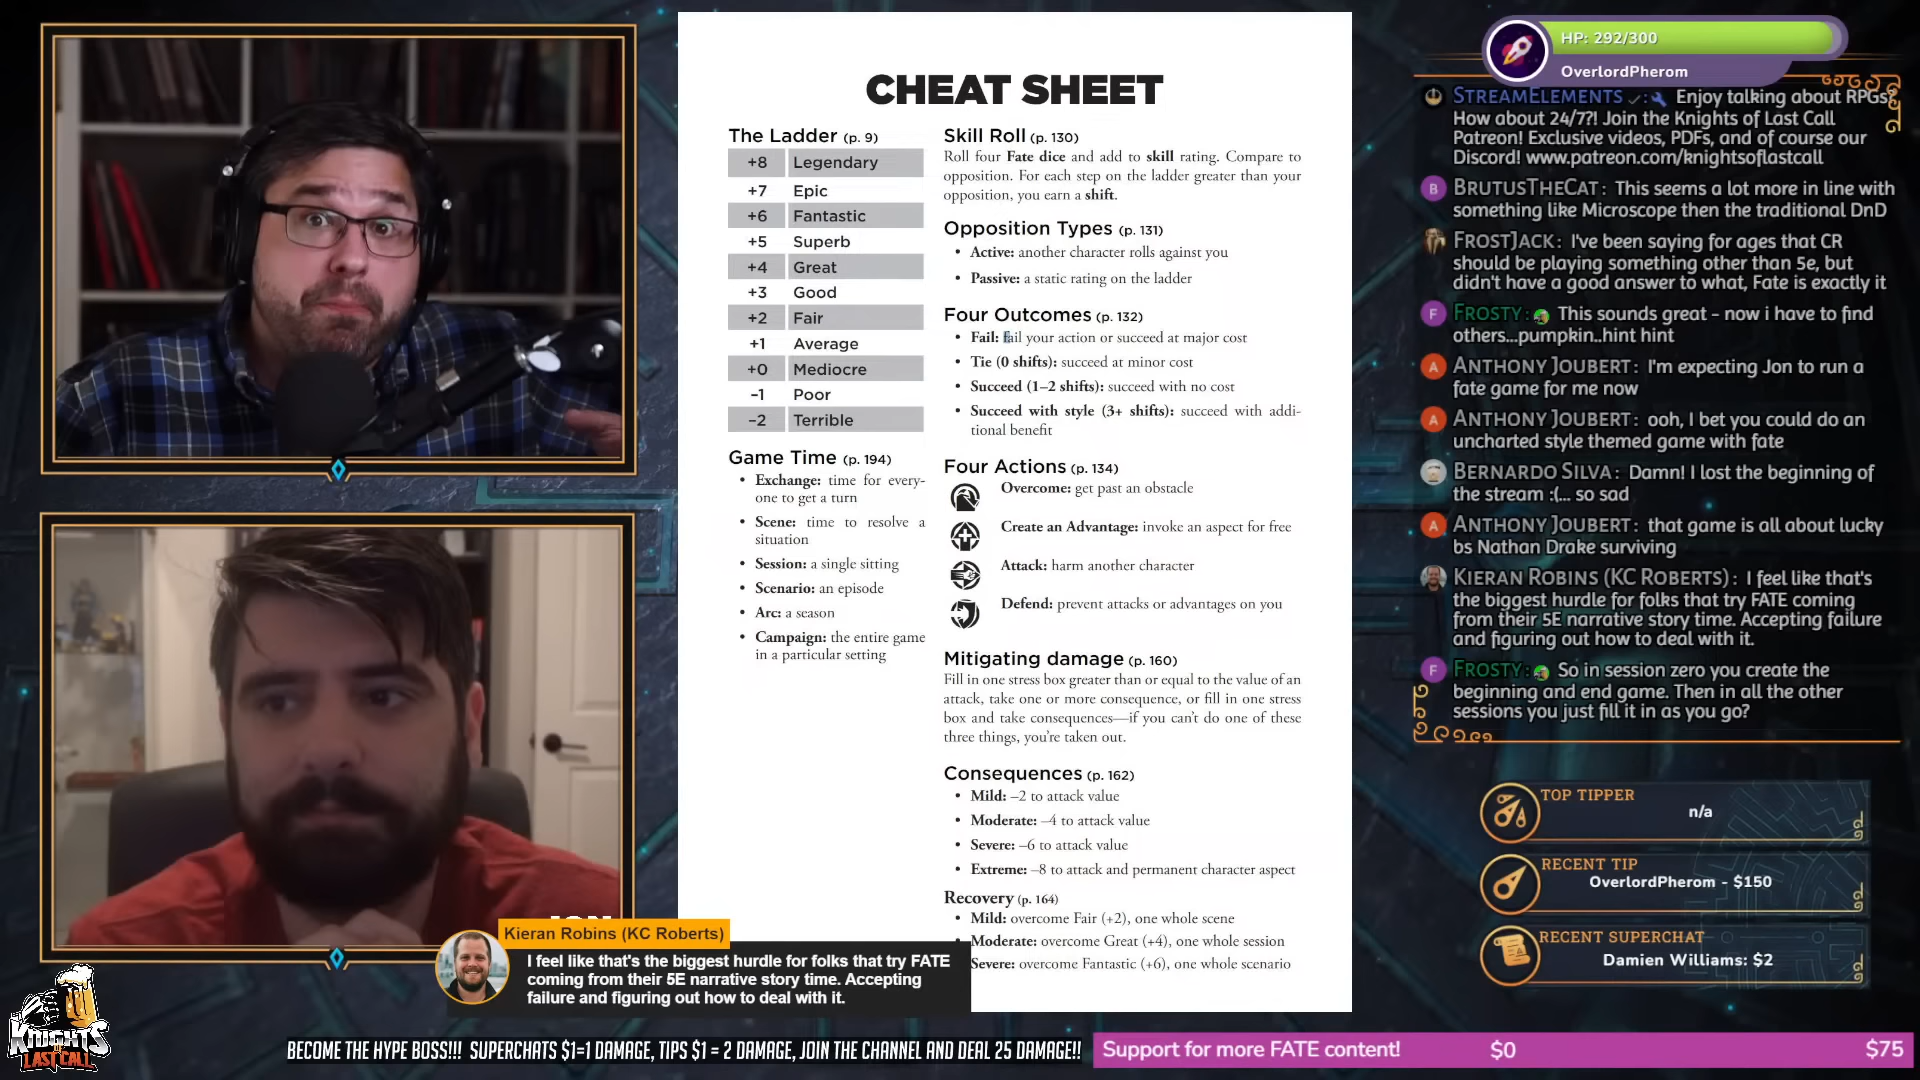 CHEAT SHEET
The Ladder (p. 9)
+8 Legendary
+7 Epic
+6 Fantastic
+5 Superb
+4 Great
+3 Good
+2 Fair
+1 Average
+0 Mediocre
–1 Poor
–2 Terrible
Game Time (p. 194)
• Exchange: time for every-
one to get a turn
• Scene: time to resolve a
situation
• Session: a single sitting
• Scenario: an episode
• Arc: a season
• Campaign: the entire game
in a particular setting
Skill Roll (p. 130)
Roll four Fate dice and add to skill rating. Compare to
opposition. For each step on the ladder greater than your
opposition, you earn a shift.
Opposition Types (p. 131)
• Active: another character rolls against you
• Passive: a static rating on the ladder
Four Outcomes (p. 132)
• Fail: fail your action or succeed at major cost
• Tie (0 shifts): succeed at minor cost
• Succeed (1–2 shifts): succeed with no cost
• Succeed with style (3+ shifts): succeed with addi-
tional benefit
Four Actions (p. 134)
Overcome: get past an obstacle
Create an Advantage: invoke an aspect for free
Attack: harm another character
Defend: prevent attacks or advantages on you
Mitigating damage (p. 160)
Fill in one stress box greater than or equal to the value of an
attack, take one or more consequence, or fill in one stress
box and take consequences—if you can't do one of these
three things, you're taken out.
Consequences (p. 162)
• Mild: –2 to attack value
• Moderate: –4 to attack value
• Severe: –6 to attack value
• Extreme: –8 to attack and permanent character aspect
Recovery (p. 164)
• Mild: overcome Fair (+2), one whole scene
Moderate: overcome Great (+4), one whole session
Severe: overcome Fantastic (+6), one whole scenario
HP: 292/300
OverlordPherom
STREAMELEMENTS : Enjoy talking about RPGs?
How about 24/7?! Join the Knights of Last Call
Patreon! Exclusive videos, PDFs, and of course our
Discord! www.patreon.com/knightsoflastcall
B BRUTUSTHECAT: This seems a lot more in line with
something like Microscope then the traditional DnD
FROSTJACK: I've been saying for ages that CR
should be playing something other than 5e, but
didn't have a good answer to what, Fate is exactly it
F FROSTY: This sounds great - now i have to find
others...pumpkin..hint hint
A ANTHONY JOUBERT: I'm expecting Jon to run a
fate game for me now
A ANTHONY JOUBERT: ooh, I bet you could do an
uncharted style themed game with fate
BERNARDO SILVA: Damn! I lost the beginning of
the stream :(... so sad
A ANTHONY JOUBERT: that game is all about lucky
bs Nathan Drake surviving
KIERAN ROBINS (KC ROBERTS): I feel like that's
the biggest hurdle for folks that try FATE coming
from their 5E narrative story time. Accepting failure
and figuring out how to deal with it.
F FROSTY: So in session zero you create the
beginning and end game. Then in all the other
sessions you just fill it in as you go?
TOP TIPPER
n/a
RECENT TIP
OverlordPherom - $150
RECENT SUPERCHAT
Damien Williams: $2
JON
Kieran Robins (KC Roberts)
I feel like that's the biggest hurdle for folks that try FATE
coming from their 5E narrative story time. Accepting
failure and figuring out how to deal with it.
KNIGHTS
OF
LAST CALL
BECOME THE HYPE BOSS!!! SUPERCHATS $1=1 DAMAGE, TIPS $1 = 2 DAMAGE, JOIN THE CHANNEL AND DEAL 25 DAMAGE!!
Support for more FATE content! $0 $75